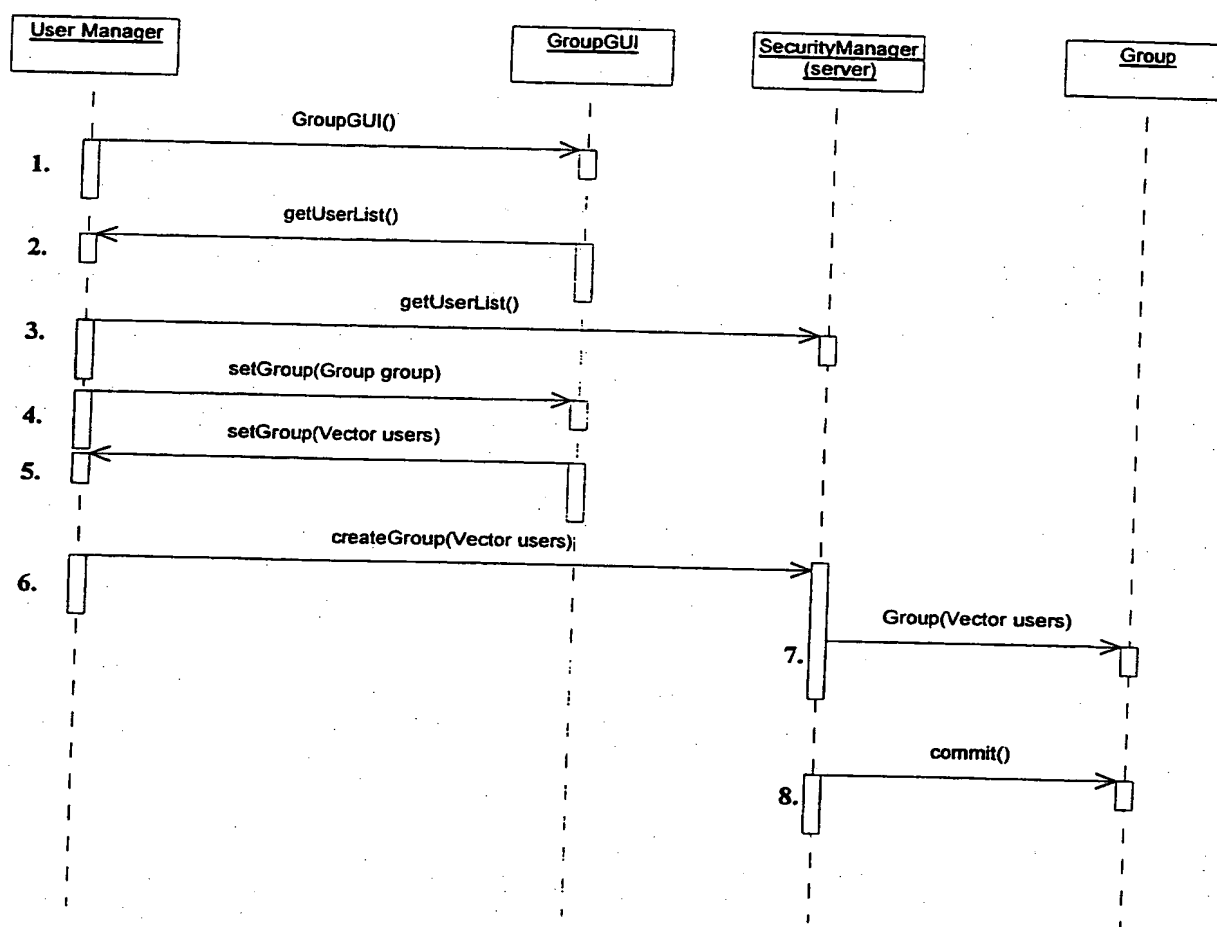 User Manager
GroupGUI
SecurityManager
(server)
Group
GroupGUI()
1.
getUserList()
2.
getUserList()
3.
setGroup(Group group)
4.
setGroup(Vector users)
5.
createGroup(Vector users)
6.
Group(Vector users)
7.
commit()
8.